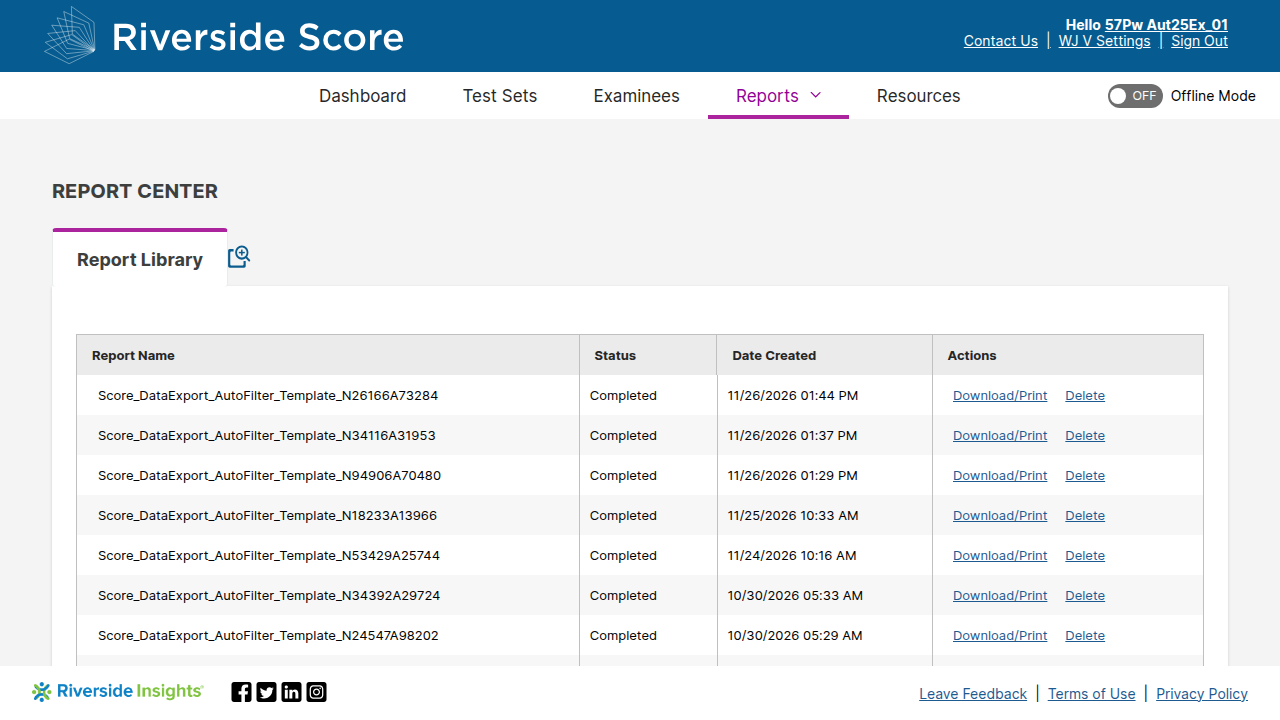 Riverside Score
Hello 57Pw Aut25Ex_01
Contact Us | WJ V Settings | Sign Out
Dashboard Test Sets Examinees Reports Resources OFF Offline Mode
REPORT CENTER
Report Library
Report Name Status Date Created Actions
Score_DataExport_AutoFilter_Template_N26166A73284 Completed 11/26/2026 01:44 PM Download/Print Delete
Score_DataExport_AutoFilter_Template_N34116A31953 Completed 11/26/2026 01:37 PM Download/Print Delete
Score_DataExport_AutoFilter_Template_N94906A70480 Completed 11/26/2026 01:29 PM Download/Print Delete
Score_DataExport_AutoFilter_Template_N18233A13966 Completed 11/25/2026 10:33 AM Download/Print Delete
Score_DataExport_AutoFilter_Template_N53429A25744 Completed 11/24/2026 10:16 AM Download/Print Delete
Score_DataExport_AutoFilter_Template_N34392A29724 Completed 10/30/2026 05:33 AM Download/Print Delete
Score_DataExport_AutoFilter_Template_N24547A98202 Completed 10/30/2026 05:29 AM Download/Print Delete
Riverside Insights Leave Feedback | Terms of Use | Privacy Policy